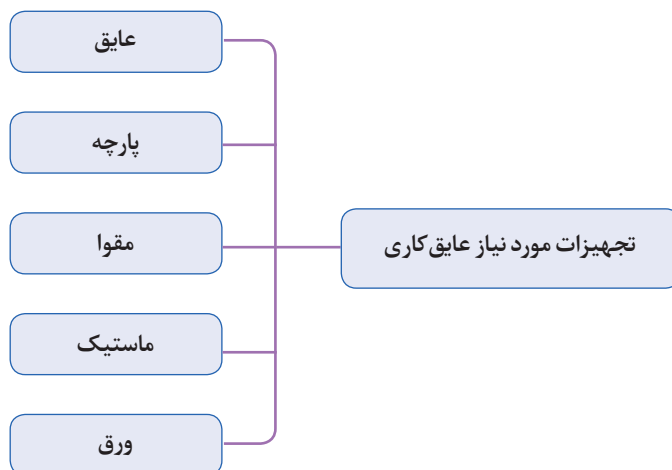 تجهیزات مورد نیاز عایق‌کاری
عایق
پارچه
مقوا
ماستیک
ورق